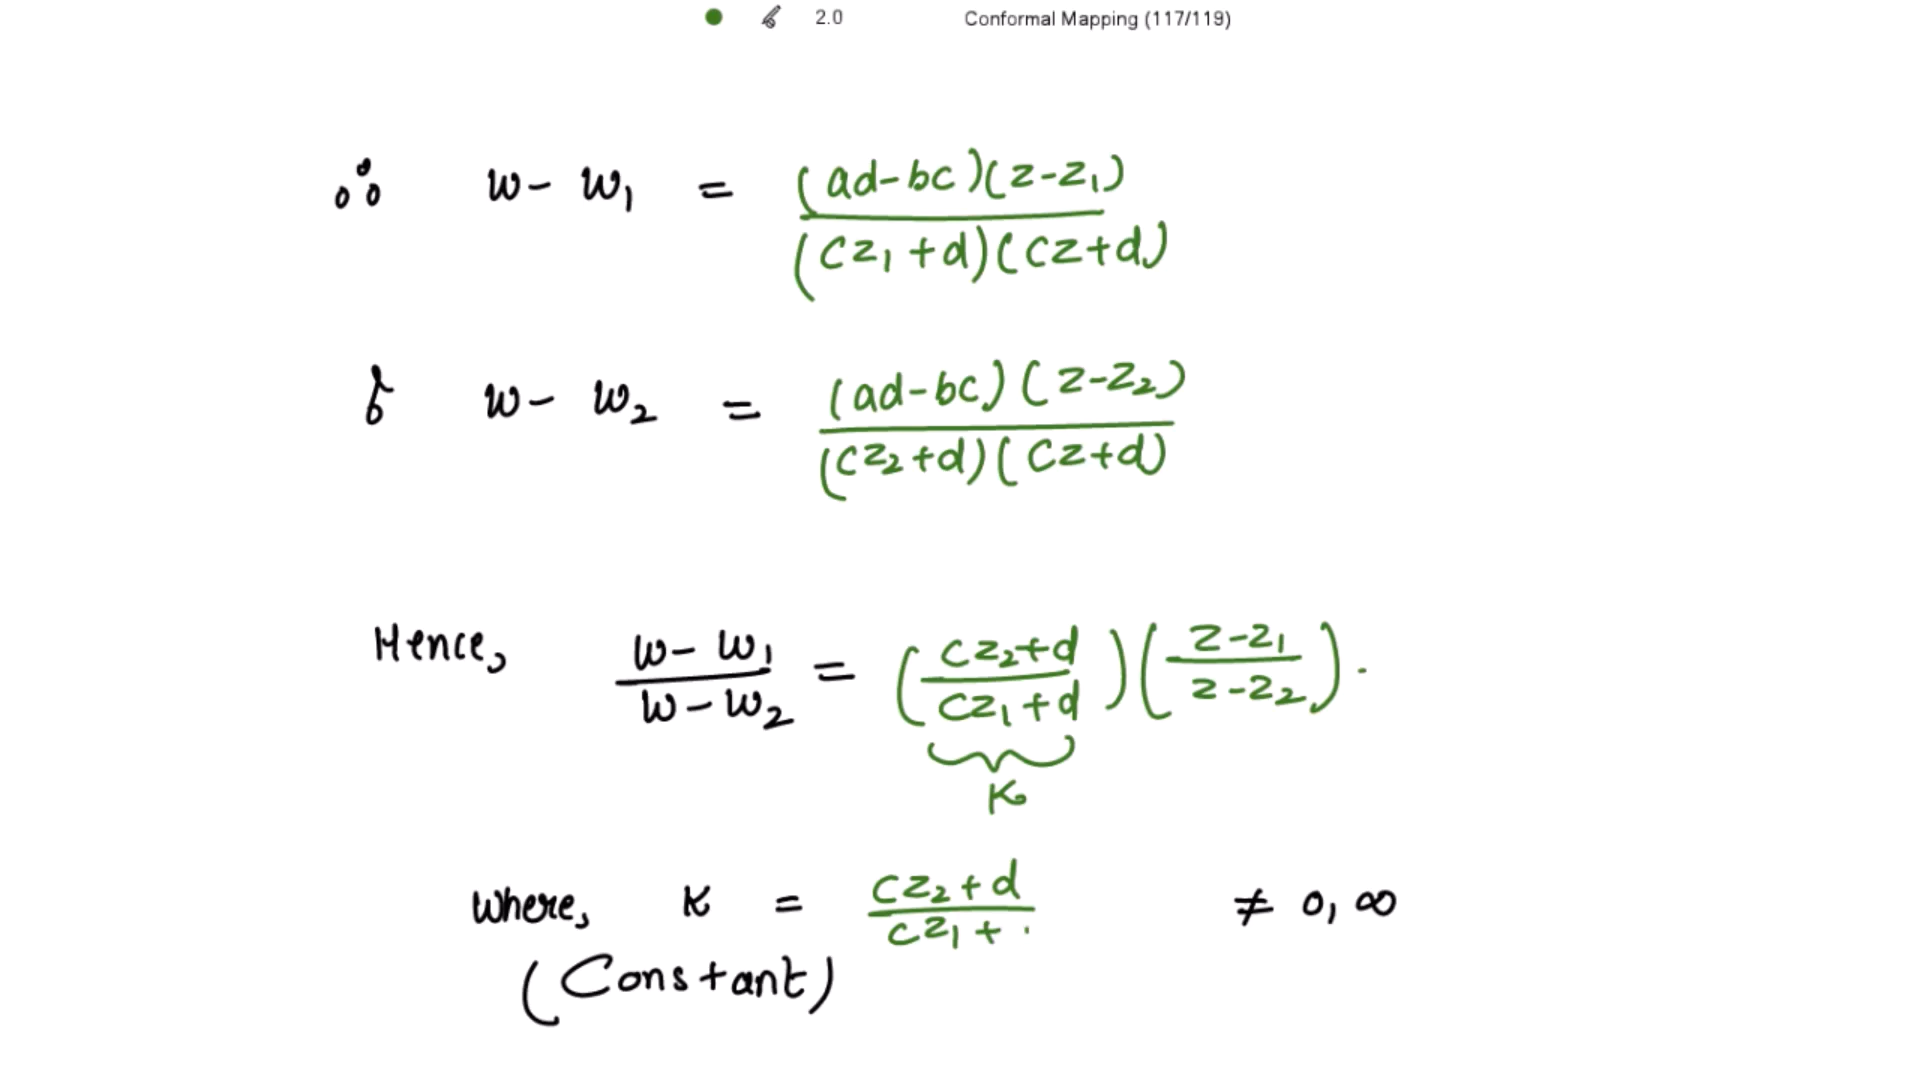 2.0 Conformal Mapping (117/119)
∴ w - w₁ = (ad-bc)(z-z₁) / (cz₁+d)(cz+d)
& w - w₂ = (ad-bc)(z-z₂) / (cz₂+d)(cz+d)
Hence, (w - w₁)/(w - w₂) = ((cz₂+d)/(cz₁+d)) ((z-z₁)/(z-z₂)).
K
Where, K = (cz₂+d)/(cz₁+ ≠ 0, ∞
(Constant)